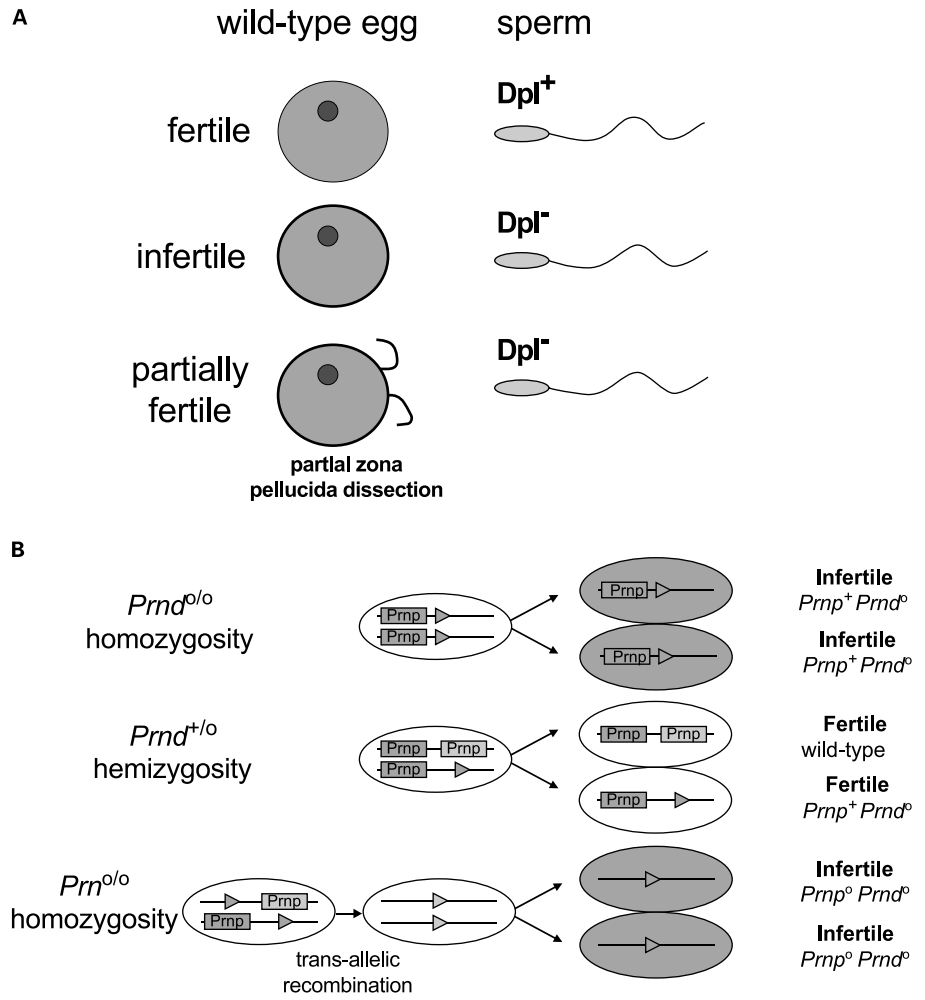 A
wild-type egg
sperm
fertile
Dpl⁺
infertile
Dpl⁻
partially
fertile
Dpl⁻
partial zona
pellucida dissection
B
Prndᵒ/ᵒ
homozygosity
Prnp
Prnp
Prnp
Prnp
Infertile
Prnp⁺ Prndᵒ
Infertile
Prnp⁺ Prndᵒ
Prnd⁺/ᵒ
hemizygosity
Prnp Prnp
Prnp
Prnp Prnp
Prnp
Fertile
wild-type
Fertile
Prnp⁺ Prndᵒ
Prnᵒ/ᵒ
homozygosity
Prnp
Prnp
trans-allelic
recombination
Infertile
Prnpᵒ Prndᵒ
Infertile
Prnpᵒ Prndᵒ